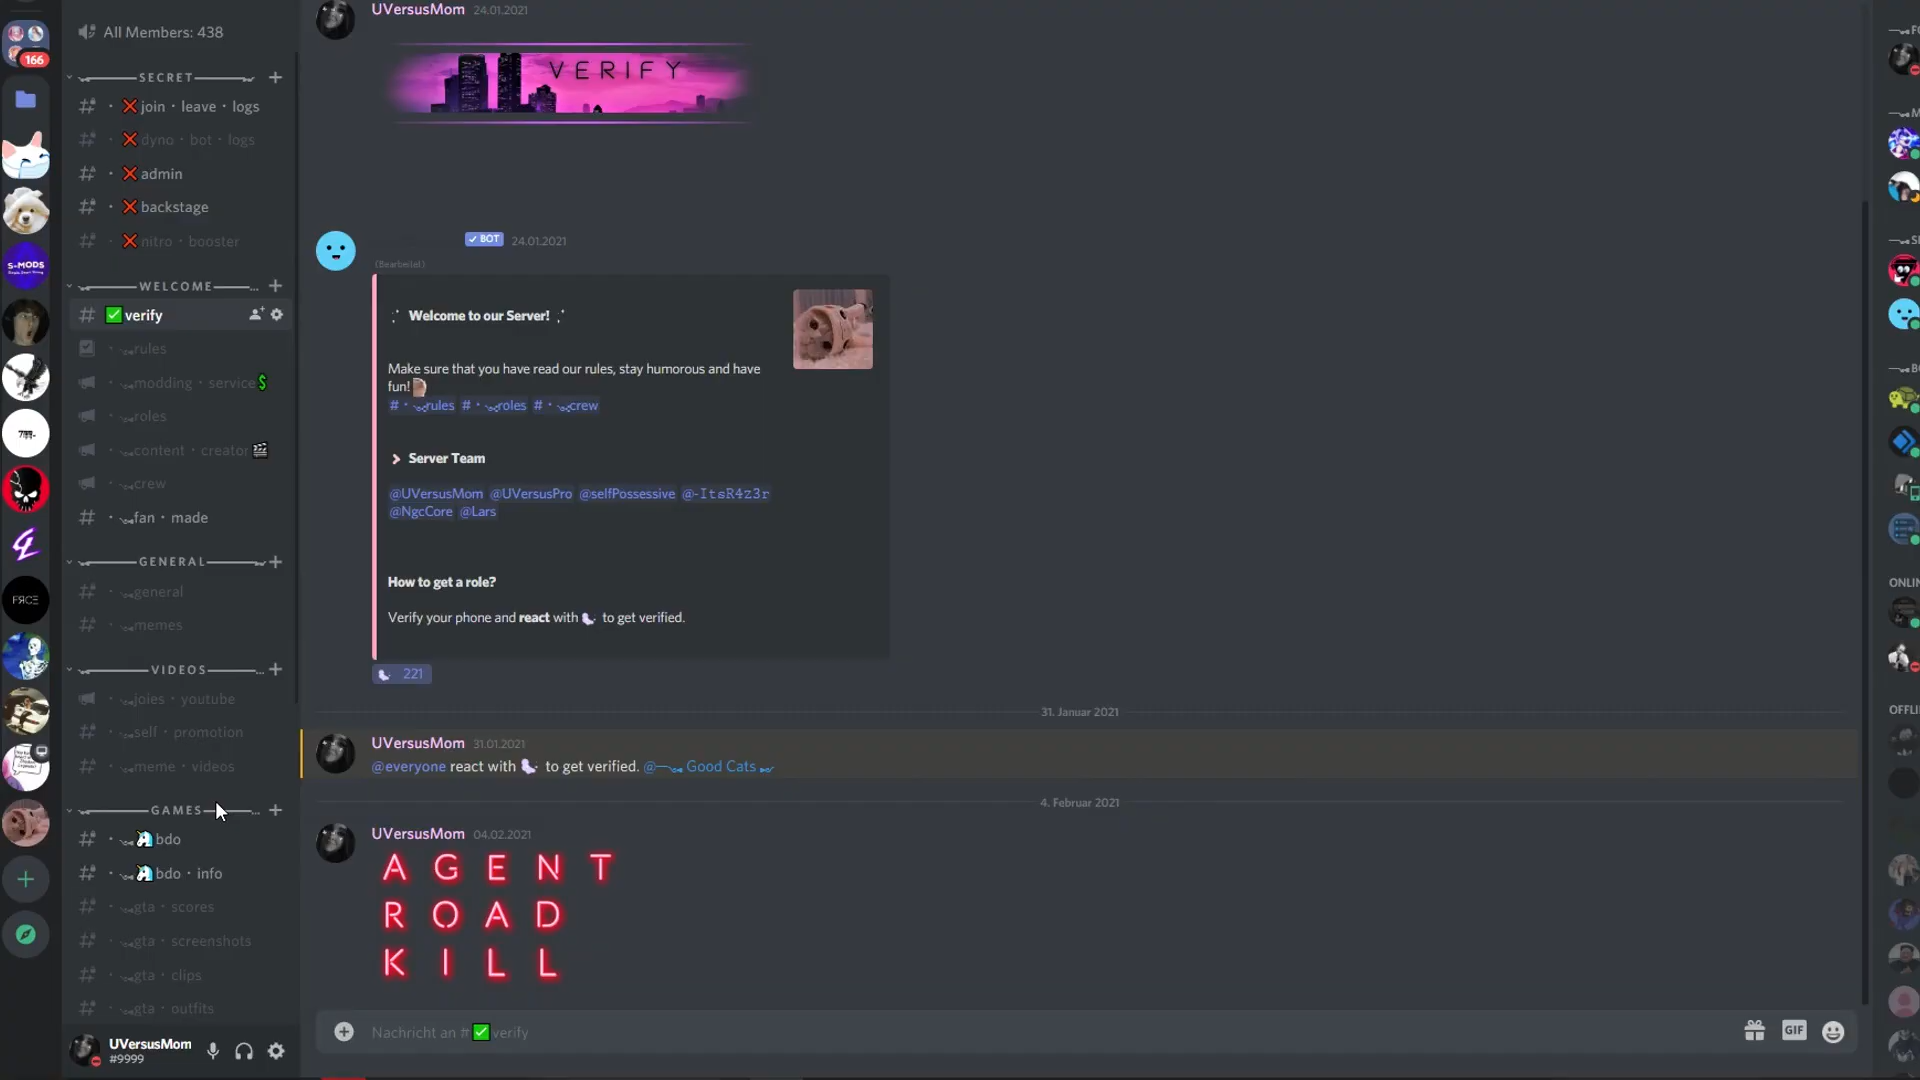 166
S-MODS
FЯCE
All Members: 438
SECRET
join・leave・logs
dyno・bot・logs
admin
backstage
nitro・booster
WELCOME
verify
rules
modding・service
roles
content・creator
crew
fan・made
GENERAL
general
memes
VIDEOS
joies・youtube
self・promotion
meme・videos
GAMES
bdo
bdo・info
gta・scores
gta・screenshots
gta・clips
gta・outfits
UVersusMom
#9999
UVersusMom 24.01.2021
VERIFY
BOT 24.01.2021
(Bearbeitet)
Welcome to our Server!
Make sure that you have read our rules, stay humorous and have
fun!
#・rules #・roles #・crew
Server Team
@UVersusMom @UVersusPro @selfPossessive @-ItsR4z3r
@NgcCore @Lars
How to get a role?
Verify your phone and react with to get verified.
221
31. Januar 2021
UVersusMom 31.01.2021
@everyone react with to get verified. @ Good Cats
4. Februar 2021
UVersusMom 04.02.2021
A G E N T
R O A D
K I L L
Nachricht an # verify
GIF
ONLIN
OFFLI